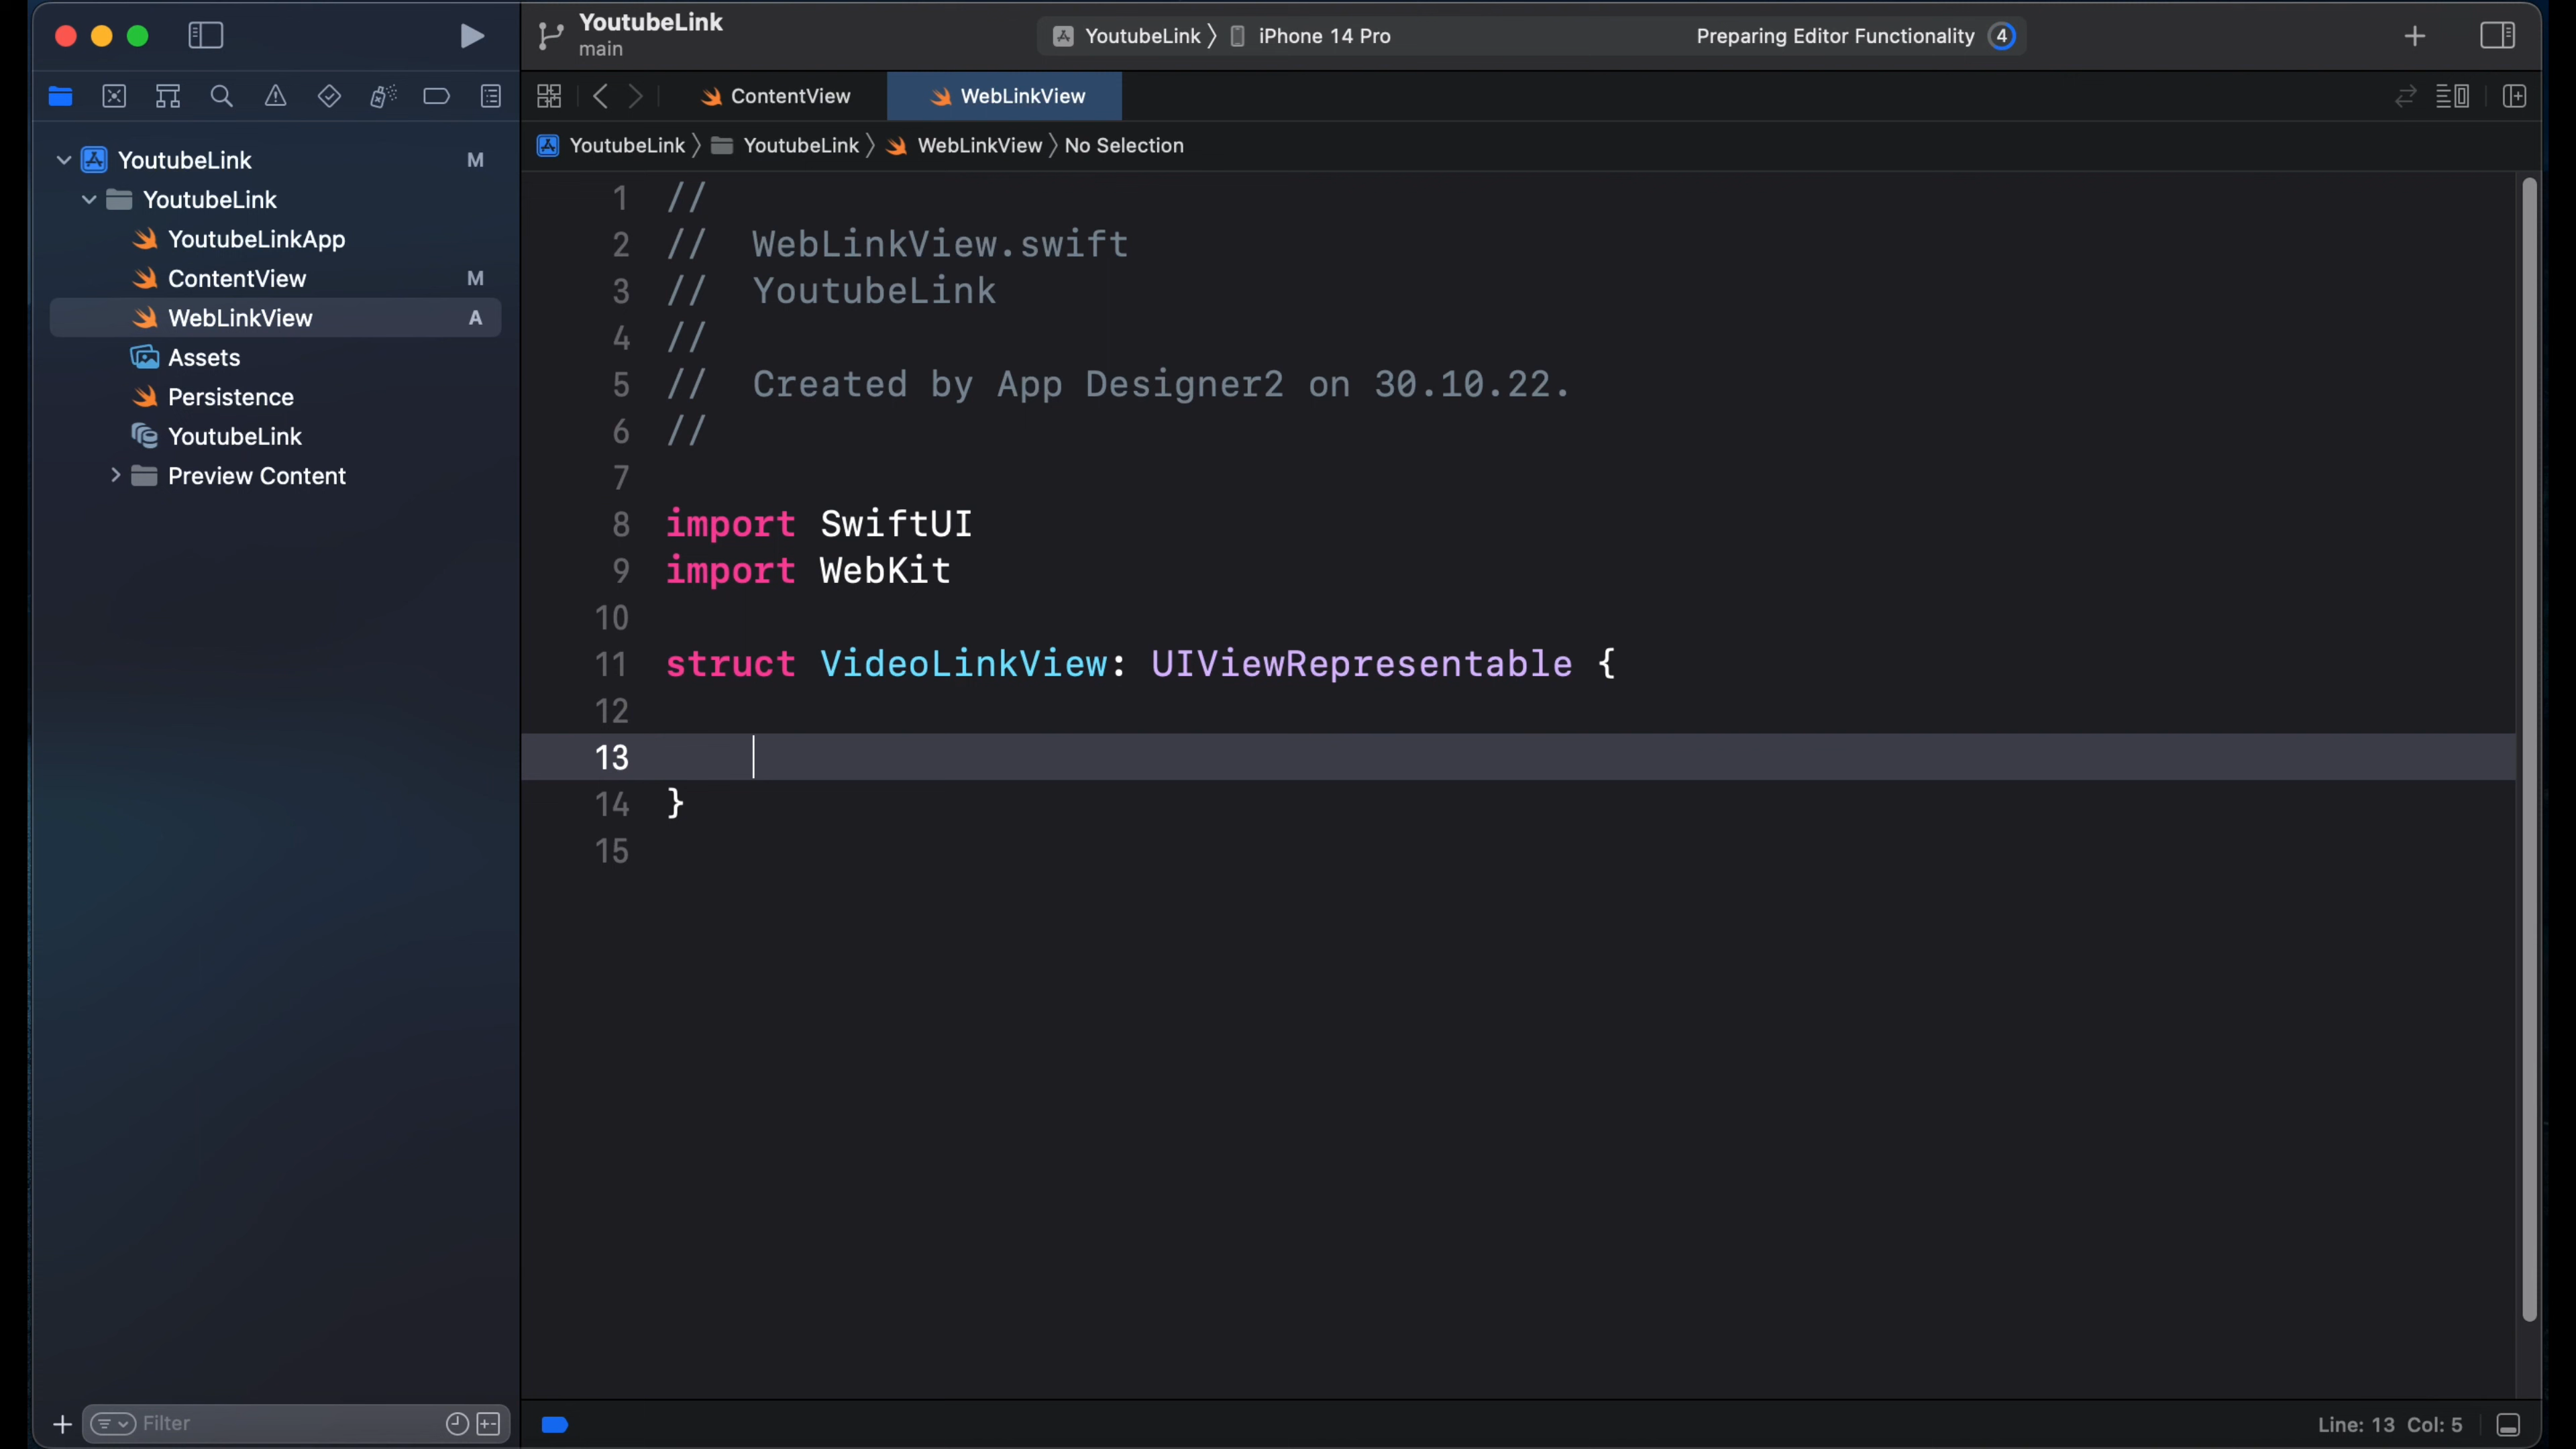 YoutubeLink
main
YoutubeLink
iPhone 14 Pro
Preparing Editor Functionality 4
ContentView
WebLinkView
YoutubeLink
YoutubeLink
WebLinkView
No Selection
YoutubeLink M
YoutubeLink
YoutubeLinkApp
ContentView M
WebLinkView A
Assets
Persistence
YoutubeLink
Preview Content
1 //
2 // WebLinkView.swift
3 // YoutubeLink
4 //
5 // Created by App Designer2 on 30.10.22.
6 //
7
8 import SwiftUI
9 import WebKit
10
11 struct VideoLinkView: UIViewRepresentable {
12
13
14 }
15
Filter
Line: 13 Col: 5